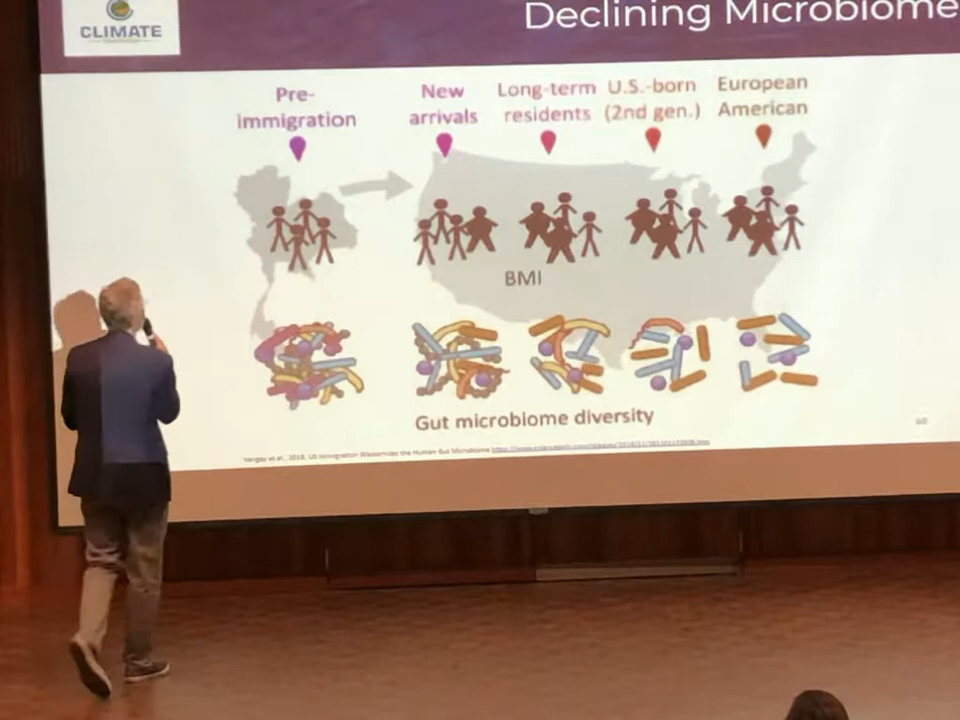 CLIMATE
Declining Microbiome
Pre-
immigration
New
arrivals
Long-term
residents
U.S.-born
(2nd gen.)
European
American
BMI
Gut microbiome diversity
Vangay et al., 2018. US Immigration Westernizes the Human Gut Microbiome
60